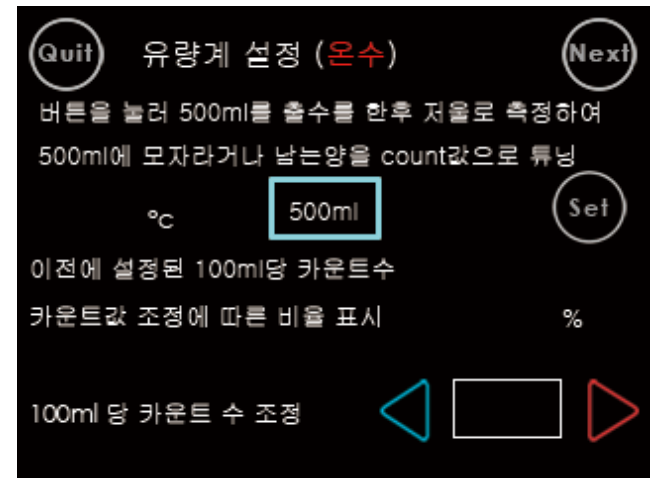 Quit 유량계 설정 (온수) Next
버튼을 눌러 500ml를 출수를 한후 저울로 측정하여
500ml에 모자라거나 남는양을 count값으로 튜닝
°C 500ml Set
이전에 설정된 100ml당 카운트수
카운트값 조정에 따른 비율 표시 %
100ml 당 카운트 수 조정